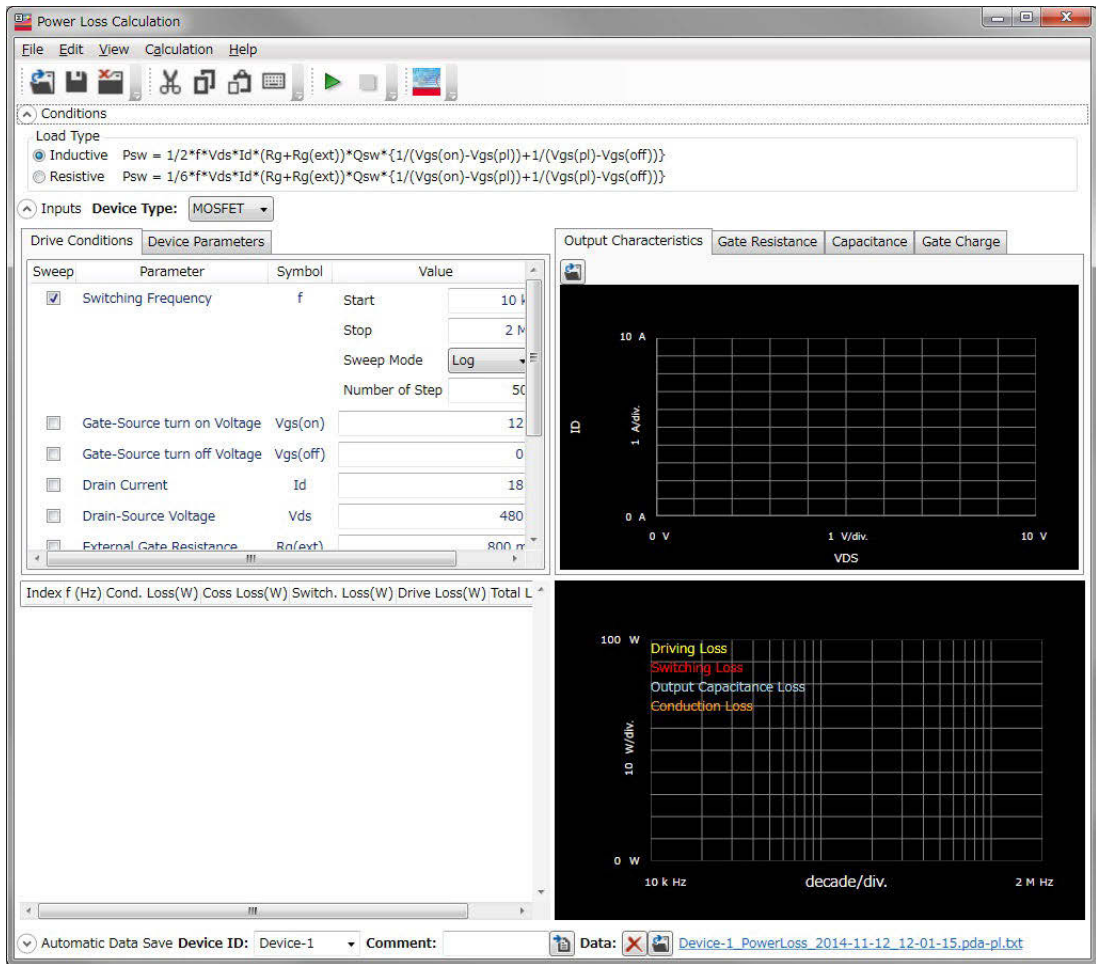 Power Loss Calculation
File Edit View Calculation Help
Conditions
Load Type
Inductive Psw = 1/2*f*Vds*Id*(Rg+Rg(ext))*Qsw*{1/(Vgs(on)-Vgs(pl))+1/(Vgs(pl)-Vgs(off))}
Resistive Psw = 1/6*f*Vds*Id*(Rg+Rg(ext))*Qsw*{1/(Vgs(on)-Vgs(pl))+1/(Vgs(pl)-Vgs(off))}
Inputs Device Type: MOSFET
Drive Conditions Device Parameters
Sweep Parameter Symbol Value
Switching Frequency f Start 10 k
Stop 2 M
Sweep Mode Log
Number of Step 50
Gate-Source turn on Voltage Vgs(on) 12
Gate-Source turn off Voltage Vgs(off) 0
Drain Current Id 18
Drain-Source Voltage Vds 480
External Gate Resistance Rg(ext) 800 m
Output Characteristics Gate Resistance Capacitance Gate Charge
10 A
ID
1 A/div.
0 A
0 V 1 V/div. 10 V
VDS
Index f (Hz) Cond. Loss(W) Coss Loss(W) Switch. Loss(W) Drive Loss(W) Total L
100 W
Driving Loss
Switching Loss
Output Capacitance Loss
Conduction Loss
10 W/div.
0 W
10 k Hz decade/div. 2 M Hz
Automatic Data Save Device ID: Device-1 Comment: Data: Device-1_PowerLoss_2014-11-12_12-01-15.pda-pl.txt